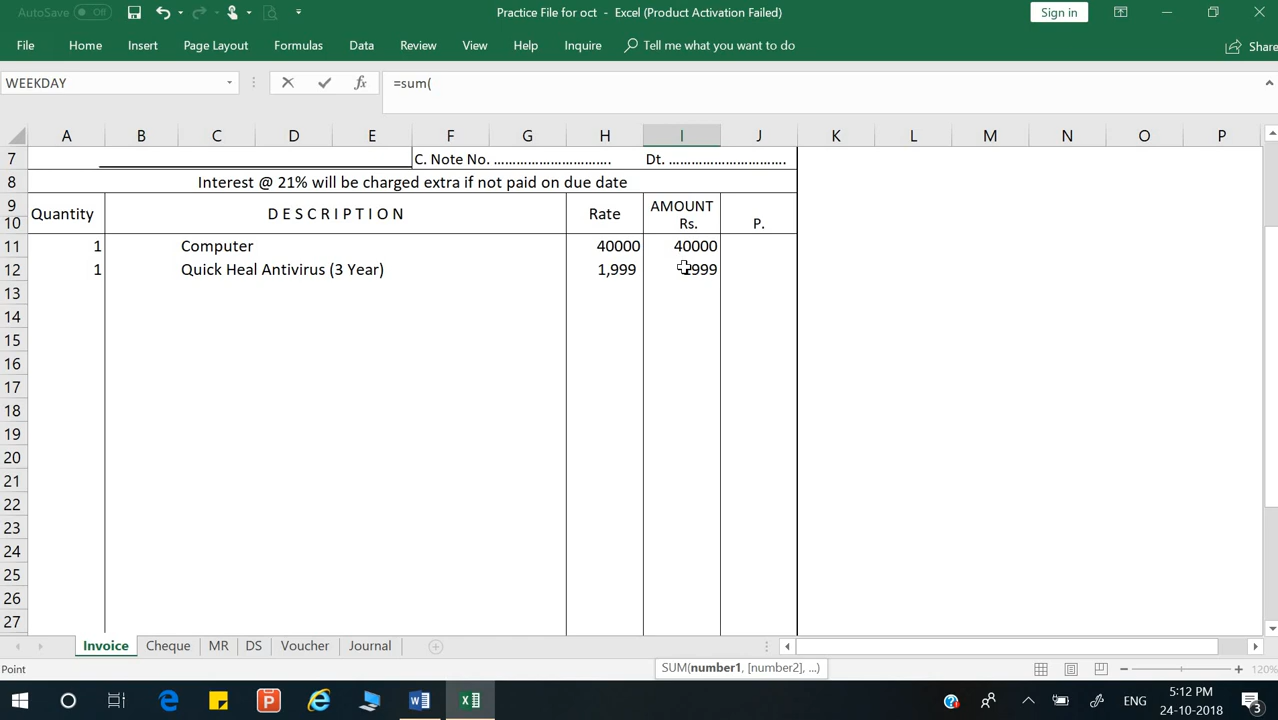 AutoSave Off
Practice File for oct - Excel (Product Activation Failed)
Sign in
File Home Insert Page Layout Formulas Data Review View Help Inquire Tell me what you want to do Share
WEEKDAY fx =sum(
A B C D E F G H I J K L M N O P
7 C. Note No. .............................. Dt. ..............................
8 Interest @ 21% will be charged extra if not paid on due date
9 AMOUNT
Quantity D E S C R I P T I O N Rate
10 Rs. P.
11 1 Computer 40000 40000
12 1 Quick Heal Antivirus (3 Year) 1,999 999
13
14
15
16
17
18
19
20
21
22
23
24
25
26
27
Invoice Cheque MR DS Voucher Journal
Point SUM(number1, [number2], ...) 120%
ENG 5:12 PM
24-10-2018 3